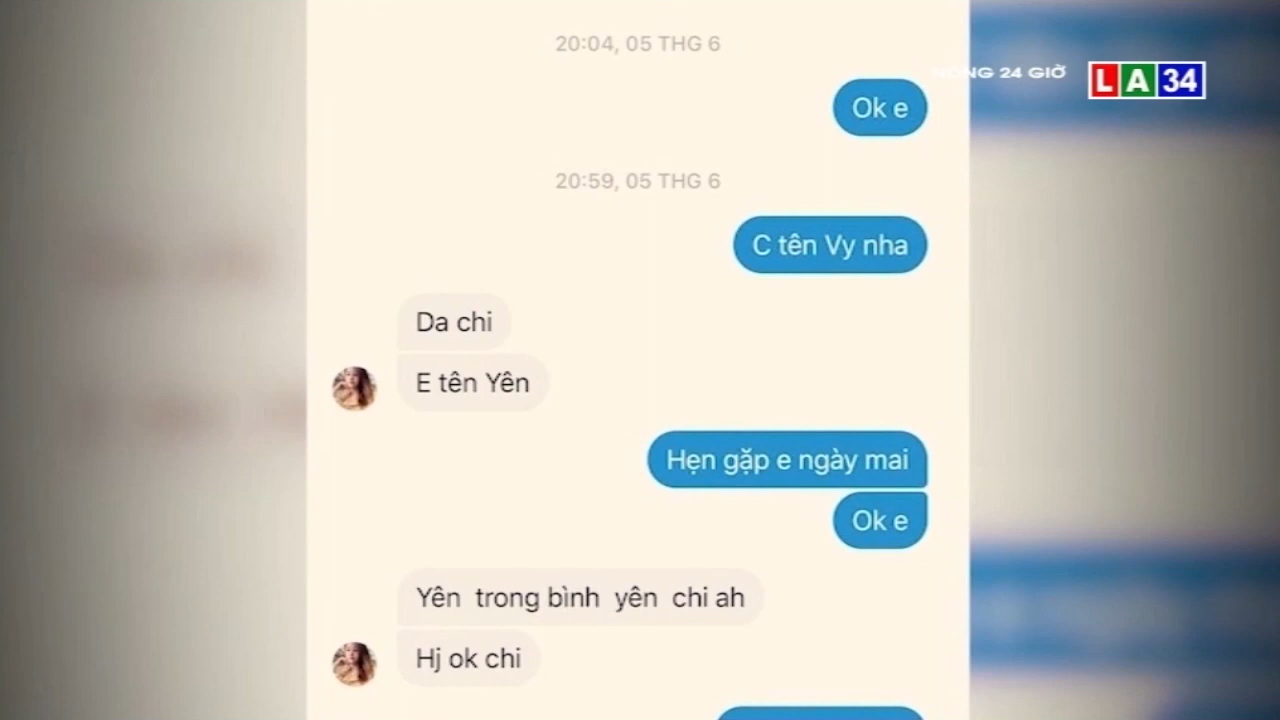 20:04, 05 THG 6
NÓNG 24 GIỜ
LA34
Ok e
20:59, 05 THG 6
C tên Vy nha
Da chi
E tên Yên
Hẹn gặp e ngày mai
Ok e
Yên trong bình yên chi ah
Hj ok chi